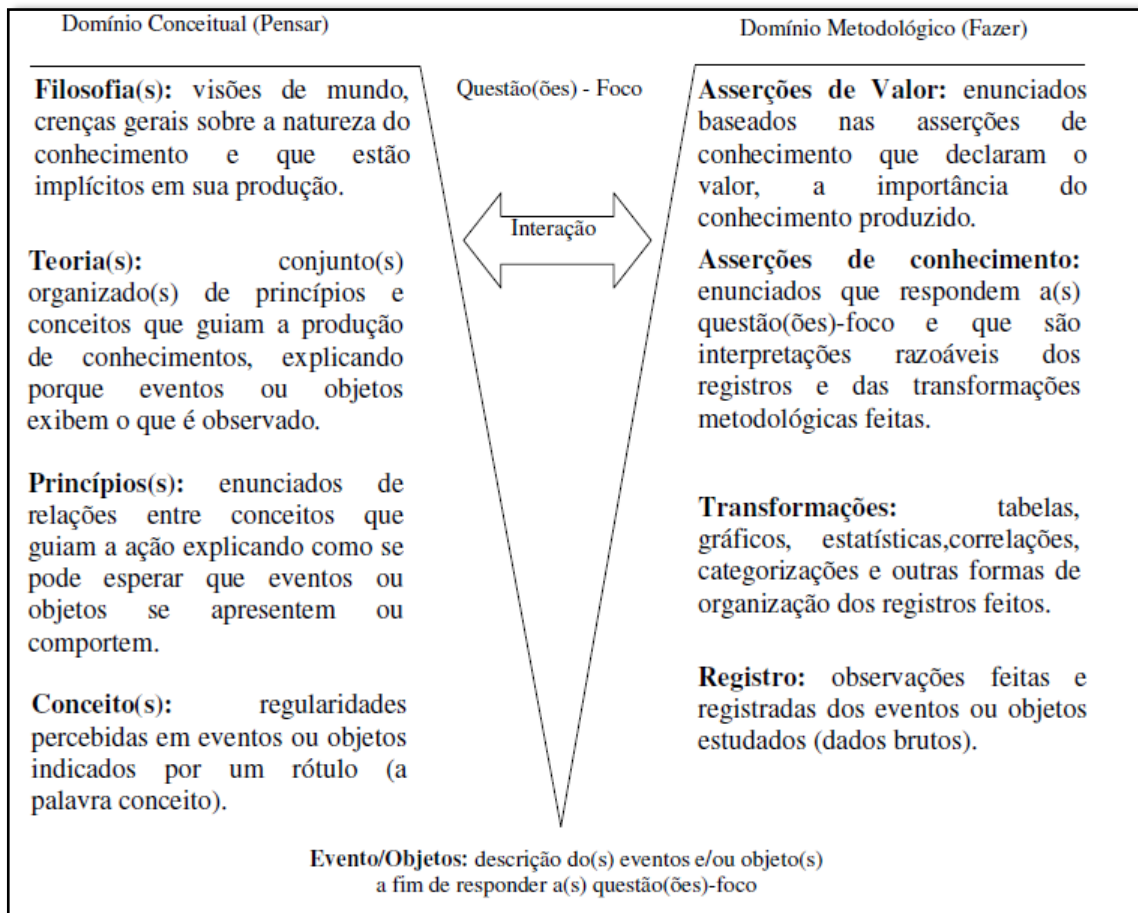 Domínio Conceitual (Pensar)
Domínio Metodológico (Fazer)
Filosofia(s): visões de mundo,
crenças gerais sobre a natureza do
conhecimento e que estão
implícitos em sua produção.
Teoria(s): conjunto(s)
organizado(s) de princípios e
conceitos que guiam a produção
de conhecimentos, explicando
porque eventos ou objetos
exibem o que é observado.
Princípios(s): enunciados de
relações entre conceitos que
guiam a ação explicando como se
pode esperar que eventos ou
objetos se apresentem ou
comportem.
Conceito(s): regularidades
percebidas em eventos ou objetos
indicados por um rótulo (a
palavra conceito).
Questão(ões) - Foco
Interação
Asserções de Valor: enunciados
baseados nas asserções de
conhecimento que declaram o
valor, a importância do
conhecimento produzido.
Asserções de conhecimento:
enunciados que respondem a(s)
questão(ões)-foco e que são
interpretações razoáveis dos
registros e das transformações
metodológicas feitas.
Transformações: tabelas,
gráficos, estatísticas,correlações,
categorizações e outras formas de
organização dos registros feitos.
Registro: observações feitas e
registradas dos eventos ou objetos
estudados (dados brutos).
Evento/Objetos: descrição do(s) eventos e/ou objeto(s)
a fim de responder a(s) questão(ões)-foco